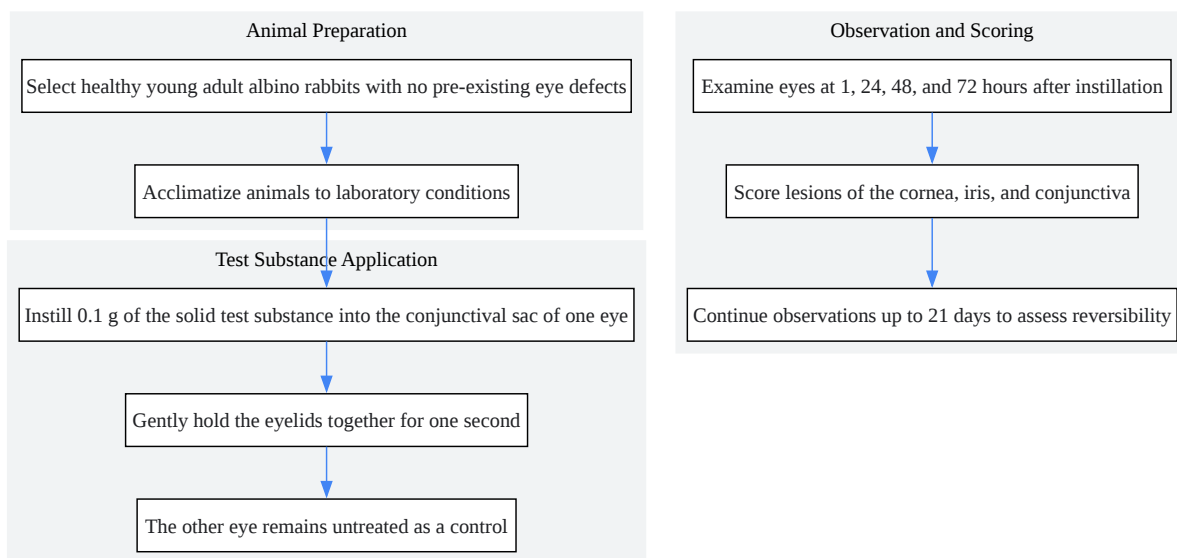 Animal Preparation
Select healthy young adult albino rabbits with no pre-existing eye defects
Acclimatize animals to laboratory conditions
Test Substance Application
Instill 0.1 g of the solid test substance into the conjunctival sac of one eye
Gently hold the eyelids together for one second
The other eye remains untreated as a control
Observation and Scoring
Examine eyes at 1, 24, 48, and 72 hours after instillation
Score lesions of the cornea, iris, and conjunctiva
Continue observations up to 21 days to assess reversibility